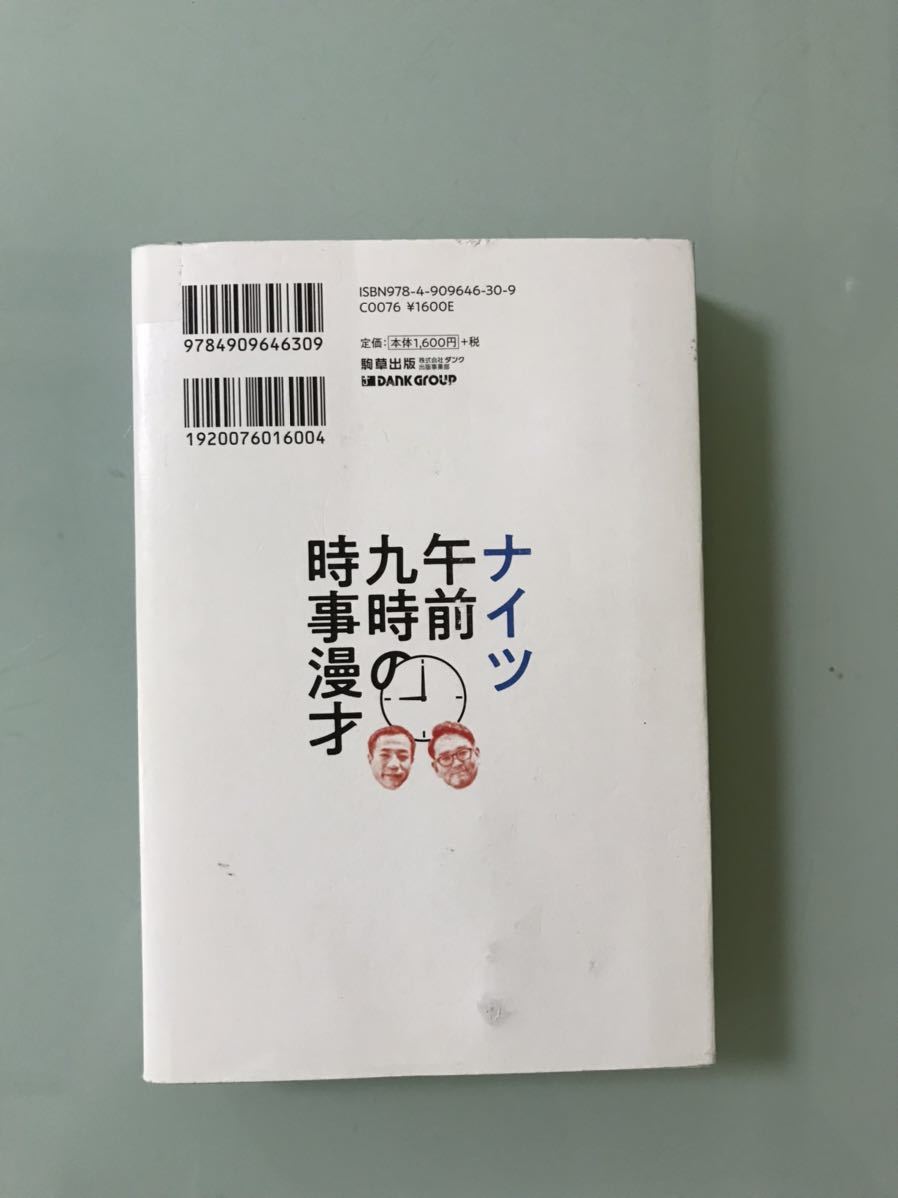 ISBN978-4-909646-30-9
C0076 ¥1600E
9784909646309
定価:本体1,600円+税
駒草出版 株式会社ダンク
出版事業部
DANK GROUP
1920076016004
ナイツ
午前
九時の
時事漫才